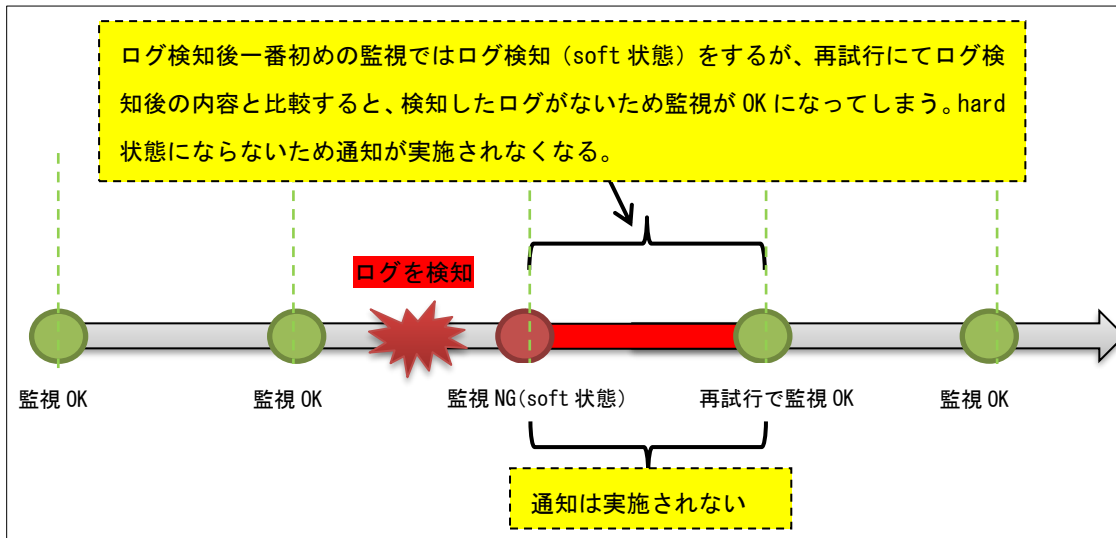 ログ検知後一番初めの監視ではログ検知（soft 状態）をするが、再試行にてログ検
知後の内容と比較すると、検知したログがないため監視が OK になってしまう。hard
状態にならないため通知が実施されなくなる。
ログを検知
監視 OK
監視 OK
監視 NG(soft 状態)
再試行で監視 OK
監視 OK
通知は実施されない